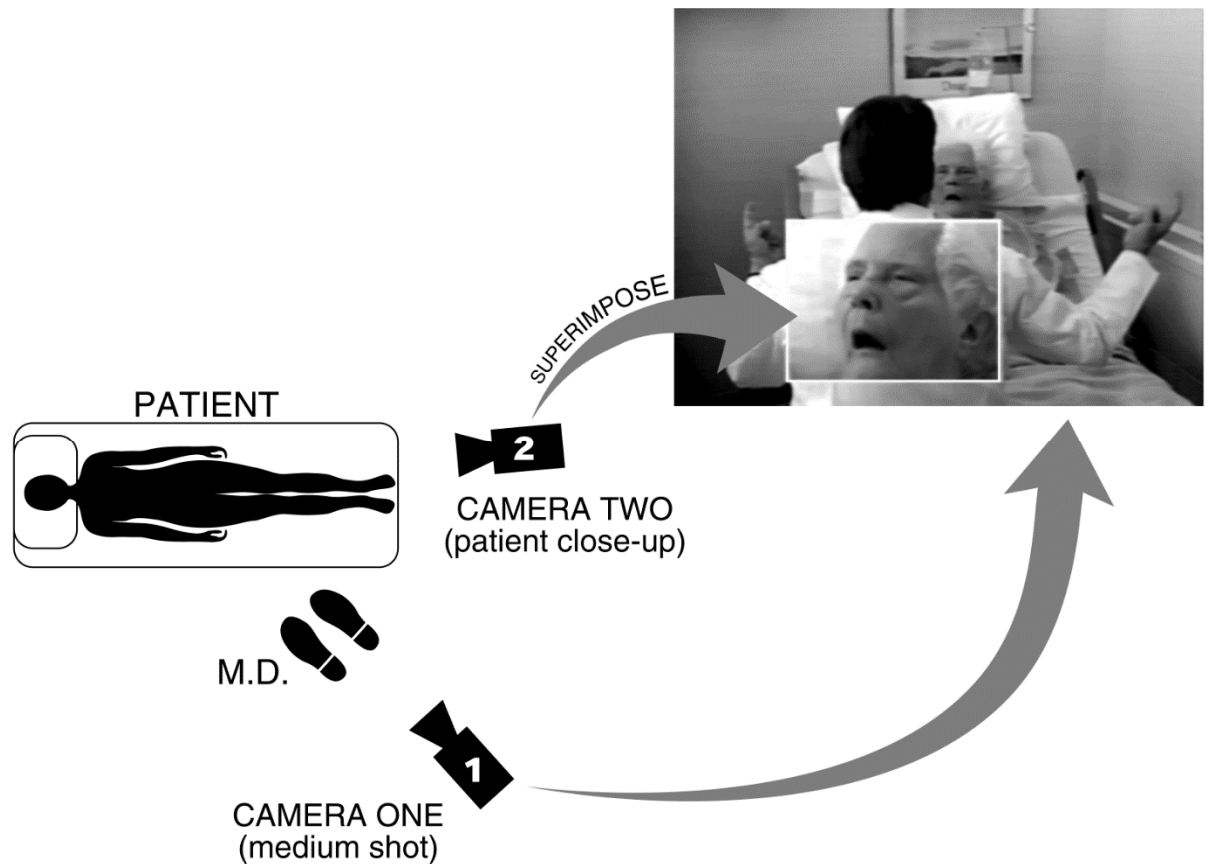 SUPERIMPOSE
PATIENT
2
CAMERA TWO
(patient close-up)
M.D.
1
CAMERA ONE
(medium shot)